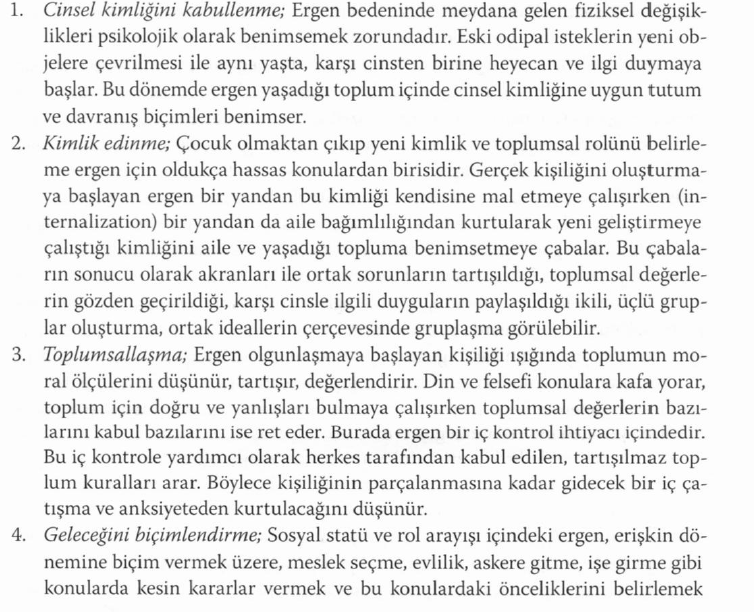 1. Cinsel kimliğini kabullenme; Ergen bedeninde meydana gelen fiziksel değişik-
likleri psikolojik olarak benimsemek zorundadır. Eski odipal isteklerin yeni ob-
jelere çevrilmesi ile aynı yaşta, karşı cinsten birine heyecan ve ilgi duymaya
başlar. Bu dönemde ergen yaşadığı toplum içinde cinsel kimliğine uygun tutum
ve davranış biçimleri benimser.
2. Kimlik edinme; Çocuk olmaktan çıkıp yeni kimlik ve toplumsal rolünü belirle-
me ergen için oldukça hassas konulardan birisidir. Gerçek kişiliğini oluşturma-
ya başlayan ergen bir yandan bu kimliği kendisine mal etmeye çalışırken (in-
ternalization) bir yandan da aile bağımlılığından kurtularak yeni geliştirmeye
çalıştığı kimliğini aile ve yaşadığı topluma benimsetmeye çabalar. Bu çabala-
rın sonucu olarak akranları ile ortak sorunların tartışıldığı, toplumsal değerle-
rin gözden geçirildiği, karşı cinsle ilgili duyguların paylaşıldığı ikili, üçlü grup-
lar oluşturma, ortak ideallerin çerçevesinde gruplaşma görülebilir.
3. Toplumsallaşma; Ergen olgunlaşmaya başlayan kişiliği ışığında toplumun mo-
ral ölçülerini düşünür, tartışır, değerlendirir. Din ve felsefi konulara kafa yorar,
toplum için doğru ve yanlışları bulmaya çalışırken toplumsal değerlerin bazı-
larını kabul bazılarını ise ret eder. Burada ergen bir iç kontrol ihtiyacı içindedir.
Bu iç kontrole yardımcı olarak herkes tarafından kabul edilen, tartışılmaz top-
lum kuralları arar. Böylece kişiliğinin parçalanmasına kadar gidecek bir iç ça-
tışma ve anksiyeteden kurtulacağını düşünür.
4. Geleceğini biçimlendirme; Sosyal statü ve rol arayışı içindeki ergen, erişkin dö-
nemine biçim vermek üzere, meslek seçme, evlilik, askere gitme, işe girme gibi
konularda kesin kararlar vermek ve bu konulardaki önceliklerini belirlemek